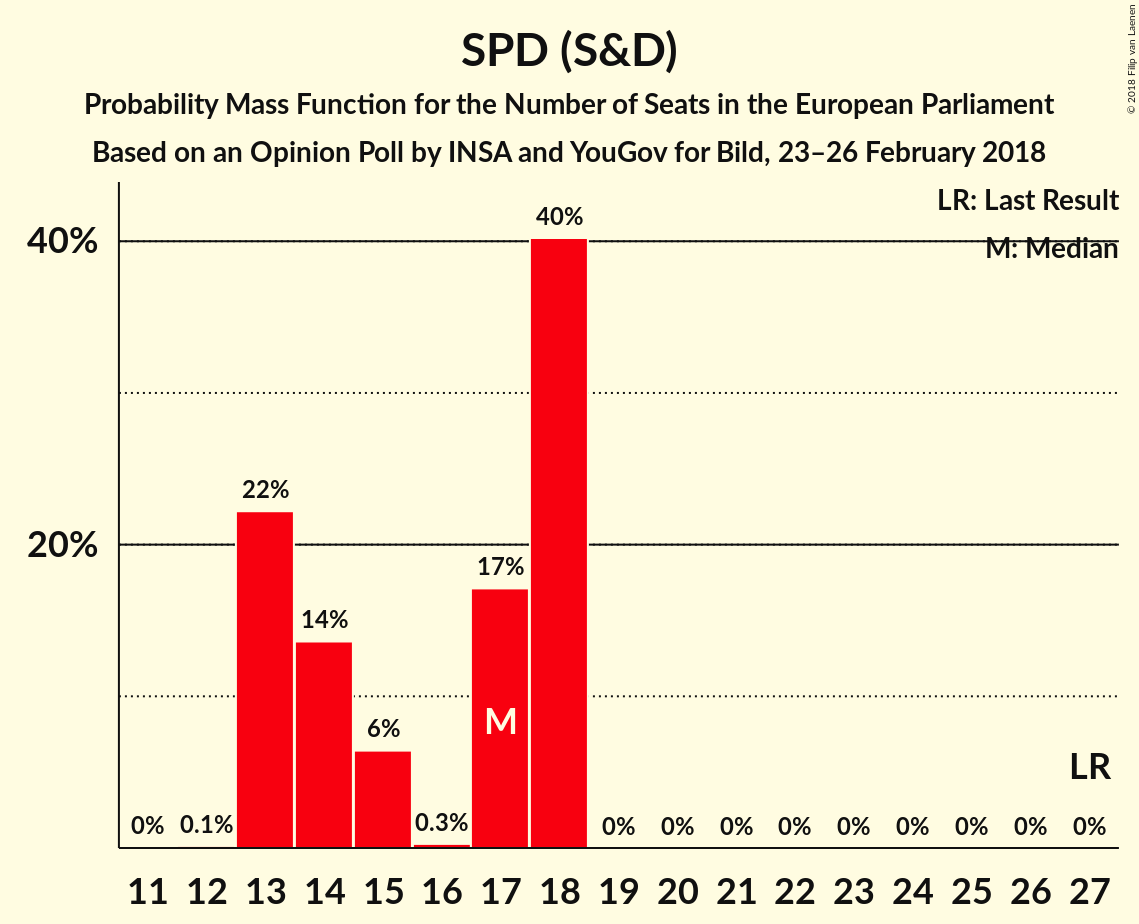 SPD (S&D)
Probability Mass Function for the Number of Seats in the European Parliament
Based on an Opinion Poll by INSA and YouGov for Bild, 23–26 February 2018
© 2018 Filip van Laenen
LR: Last Result
M: Median
40%
20%
0%
0.1%
22%
14%
6%
0.3%
17%
40%
0%
0%
0%
0%
0%
0%
0%
0%
0%
M
LR
11 12 13 14 15 16 17 18 19 20 21 22 23 24 25 26 27